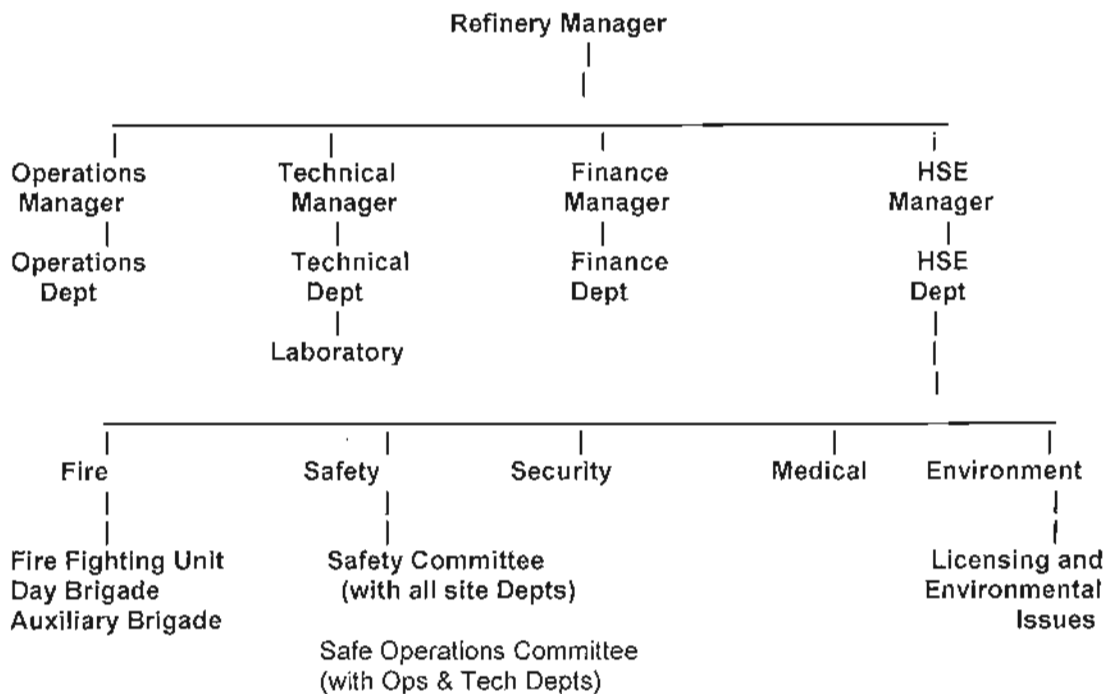 Refinery Manager
Operations Manager
Technical Manager
Finance Manager
HSE Manager
Operations Dept
Technical Dept
Finance Dept
HSE Dept
Laboratory
Fire
Safety
Security
Medical
Environment
Fire Fighting Unit
Day Brigade
Auxiliary Brigade
Safety Committee
(with all site Depts)
Safe Operations Committee
(with Ops & Tech Depts)
Licensing and
Environmental
Issues